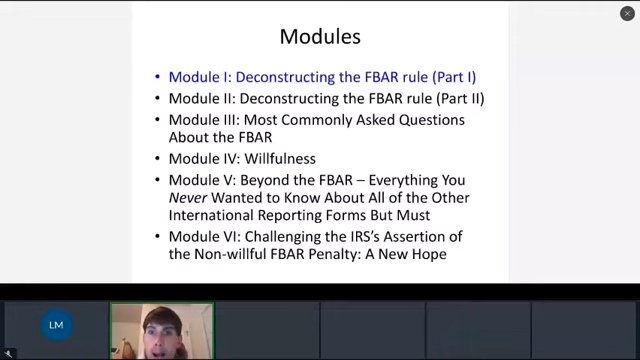 Modules
• Module I: Deconstructing the FBAR rule (Part I)
• Module II: Deconstructing the FBAR rule (Part II)
• Module III: Most Commonly Asked Questions
About the FBAR
• Module IV: Willfulness
• Module V: Beyond the FBAR – Everything You
Never Wanted to Know About All of the Other
International Reporting Forms But Must
• Module VI: Challenging the IRS's Assertion of
the Non-willful FBAR Penalty: A New Hope
LM